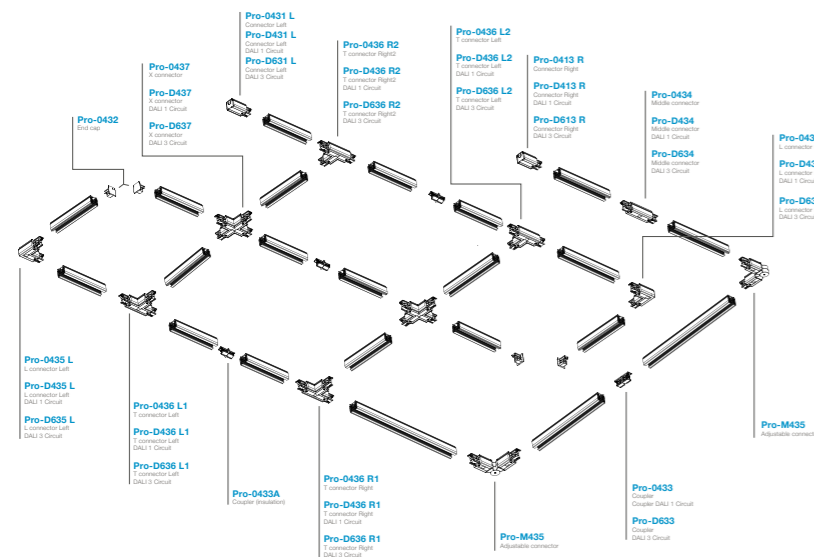 Pro-0431 L
Connector Left
Pro-D431 L
Connector Left
DALI 1 Circuit
Pro-D631 L
Connector Left
DALI 3 Circuit
Pro-0437
X connector
Pro-D437
X connector
DALI 1 Circuit
Pro-D637
X connector
DALI 3 Circuit
Pro-0432
End cap
Pro-0436 R2
T connector Right2
Pro-D436 R2
T connector Right2
DALI 1 Circuit
Pro-D636 R2
T connector Right2
DALI 3 Circuit
Pro-0436 L2
T connector Left
Pro-D436 L2
T connector Left
DALI 1 Circuit
Pro-D636 L2
T connector Left
DALI 3 Circuit
Pro-0413 R
Connector Right
Pro-D413 R
Connector Right
DALI 1 Circuit
Pro-D613 R
Connector Right
DALI 3 Circuit
Pro-0434
Middle connector
Pro-D434
Middle connector
DALI 1 Circuit
Pro-D634
Middle connector
DALI 3 Circuit
Pro-043
L connector
Pro-D43
L connector
DALI 1 Circu
Pro-D63
L connector
DALI 3 Circu
Pro-0435 L
L connector Left
Pro-D435 L
L connector Left
DALI 1 Circuit
Pro-D635 L
L connector Left
DALI 3 Circuit
Pro-0436 L1
T connector Left
Pro-D436 L1
T connector Left
DALI 1 Circuit
Pro-D636 L1
T connector Left
DALI 3 Circuit
Pro-0433A
Coupler (insulation)
Pro-0436 R1
T connector Right
Pro-D436 R1
T connector Right
DALI 1 Circuit
Pro-D636 R1
T connector Right
DALI 3 Circuit
Pro-M435
Adjustable connector
Pro-0433
Coupler
Coupler DALI 1 Circuit
Pro-D633
Coupler
DALI 3 Circuit
Pro-M435
Adjustable connect